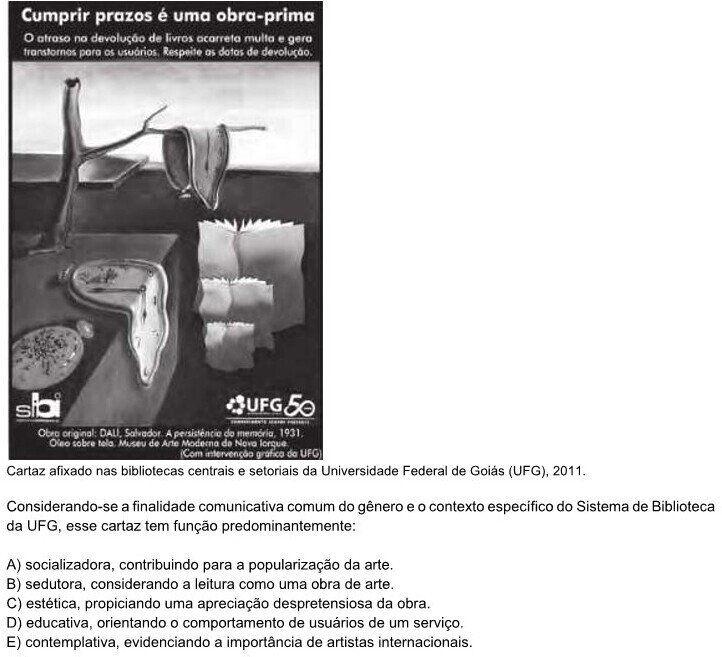 Cumprir prazos é uma obra-prima
O atraso na devolução de livros acarreta multa e gera
transtornos para os usuários. Respeite as datas de devolução.
sibi
UFG 50
Obra original: DALÍ, Salvador. A persistência da memória, 1931.
Óleo sobre tela. Museu de Arte Moderna de Nova Iorque.
(Com intervenção gráfica da UFG)
Cartaz afixado nas bibliotecas centrais e setoriais da Universidade Federal de Goiás (UFG), 2011.
Considerando-se a finalidade comunicativa comum do gênero e o contexto específico do Sistema de Biblioteca
da UFG, esse cartaz tem função predominantemente:
A) socializadora, contribuindo para a popularização da arte.
B) sedutora, considerando a leitura como uma obra de arte.
C) estética, propiciando uma apreciação despretensiosa da obra.
D) educativa, orientando o comportamento de usuários de um serviço.
E) contemplativa, evidenciando a importância de artistas internacionais.